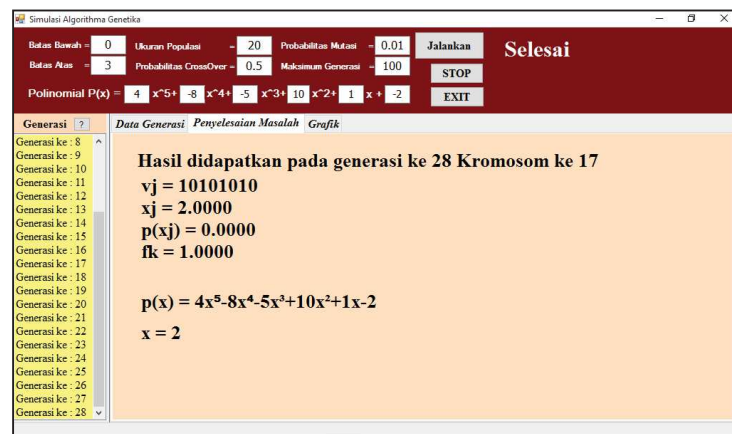 Simulasi Algorithma Genetika
Batas Bawah = 0 Ukuran Populasi = 20 Probabilitas Mutasi = 0.01 Jalankan Selesai
Batas Atas = 3 Probabilitas CrossOver = 0.5 Maksimum Generasi = 100 STOP
Polinomial P(x) = 4 x^5+ -8 x^4+ -5 x^3+ 10 x^2+ 1 x + -2 EXIT
Generasi ? Data Generasi Penyelesaian Masalah Grafik
Generasi ke : 8
Generasi ke : 9
Generasi ke : 10
Generasi ke : 11
Generasi ke : 12
Generasi ke : 13
Generasi ke : 14
Generasi ke : 15
Generasi ke : 16
Generasi ke : 17
Generasi ke : 18
Generasi ke : 19
Generasi ke : 20
Generasi ke : 21
Generasi ke : 22
Generasi ke : 23
Generasi ke : 24
Generasi ke : 25
Generasi ke : 26
Generasi ke : 27
Generasi ke : 28
Hasil didapatkan pada generasi ke 28 Kromosom ke 17
vj = 10101010
xj = 2.0000
p(xj) = 0.0000
fk = 1.0000
p(x) = 4x⁵-8x⁴-5x³+10x²+1x-2
x = 2